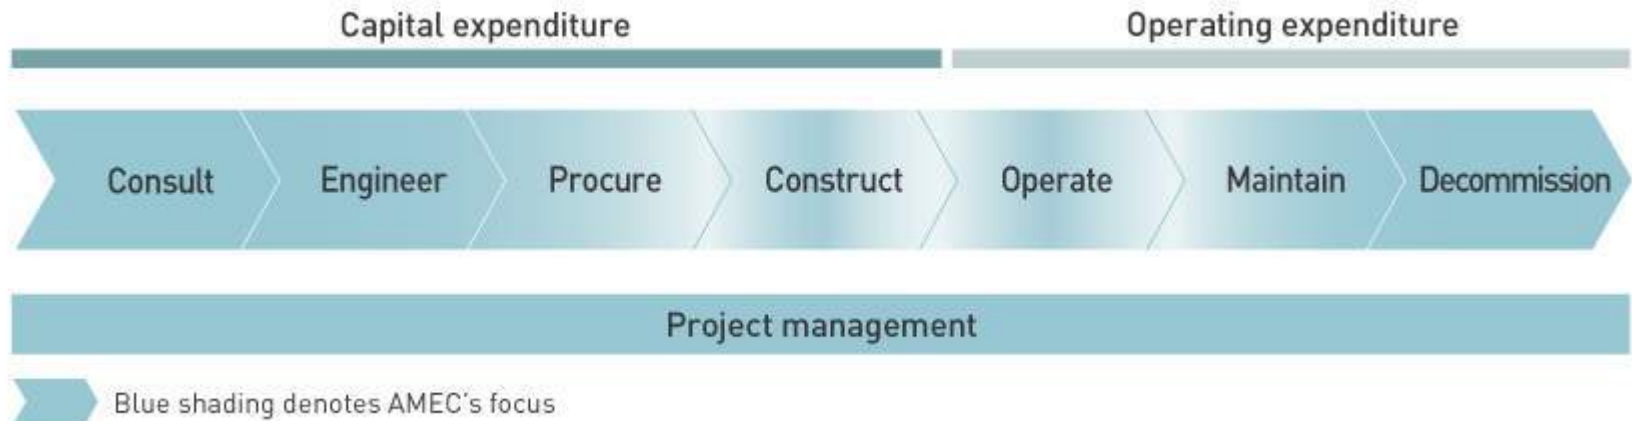 Capital expenditure
Operating expenditure
Consult
Engineer
Procure
Construct
Operate
Maintain
Decommission
Project management
Blue shading denotes AMEC's focus